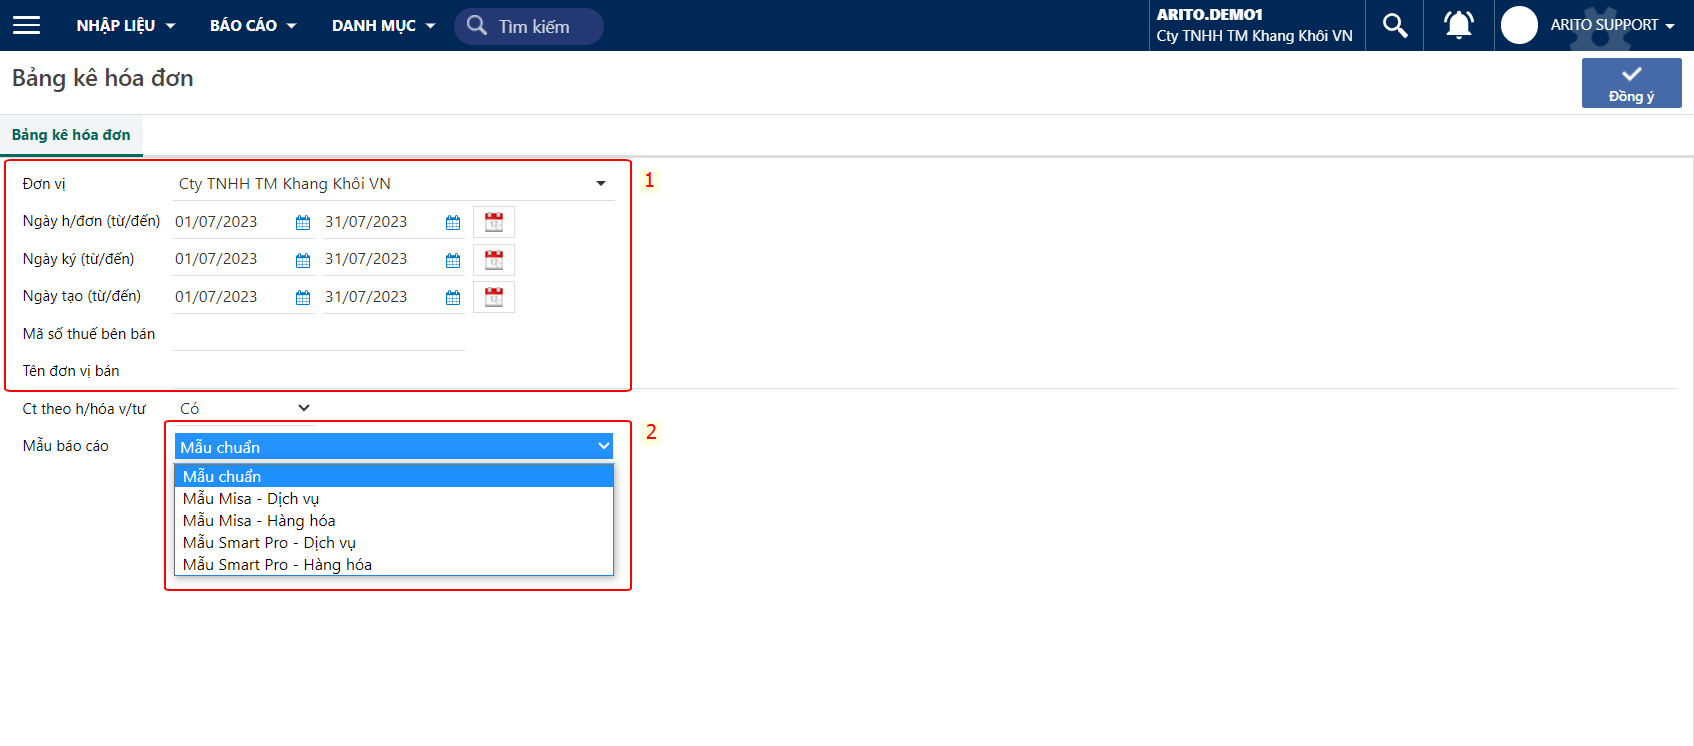 NHẬP LIỆU BÁO CÁO DANH MỤC Tìm kiếm ARITO.DEMO1 ARITO SUPPORT
Cty TNHH TM Khang Khôi VN
Bảng kê hóa đơn
Đồng ý
Bảng kê hóa đơn
1
Đơn vị Cty TNHH TM Khang Khôi VN
Ngày h/đơn (từ/đến) 01/07/2023 31/07/2023
Ngày ký (từ/đến) 01/07/2023 31/07/2023
Ngày tạo (từ/đến) 01/07/2023 31/07/2023
Mã số thuế bên bán
Tên đơn vị bán
Ct theo h/hóa v/tư Có
2
Mẫu báo cáo Mẫu chuẩn
Mẫu chuẩn
Mẫu Misa - Dịch vụ
Mẫu Misa - Hàng hóa
Mẫu Smart Pro - Dịch vụ
Mẫu Smart Pro - Hàng hóa